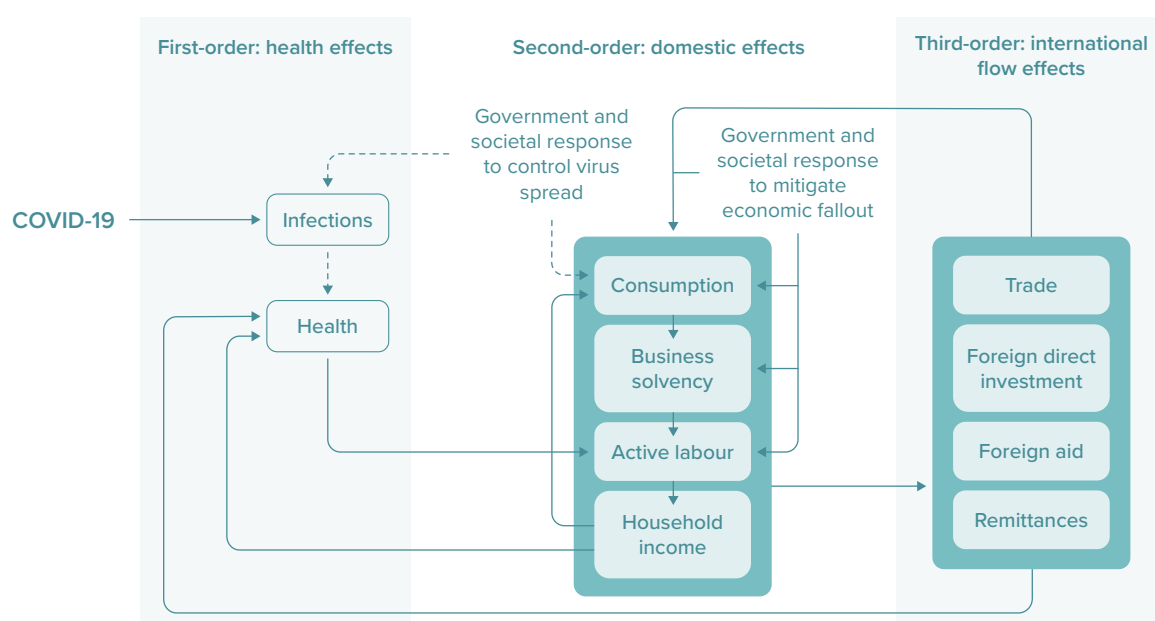 First-order: health effects
Second-order: domestic effects
Third-order: international
flow effects
Government and
societal response
to control virus
spread
Government and
societal response
to mitigate
economic fallout
COVID-19
Infections
Health
Consumption
Business
solvency
Active labour
Household
income
Trade
Foreign direct
investment
Foreign aid
Remittances